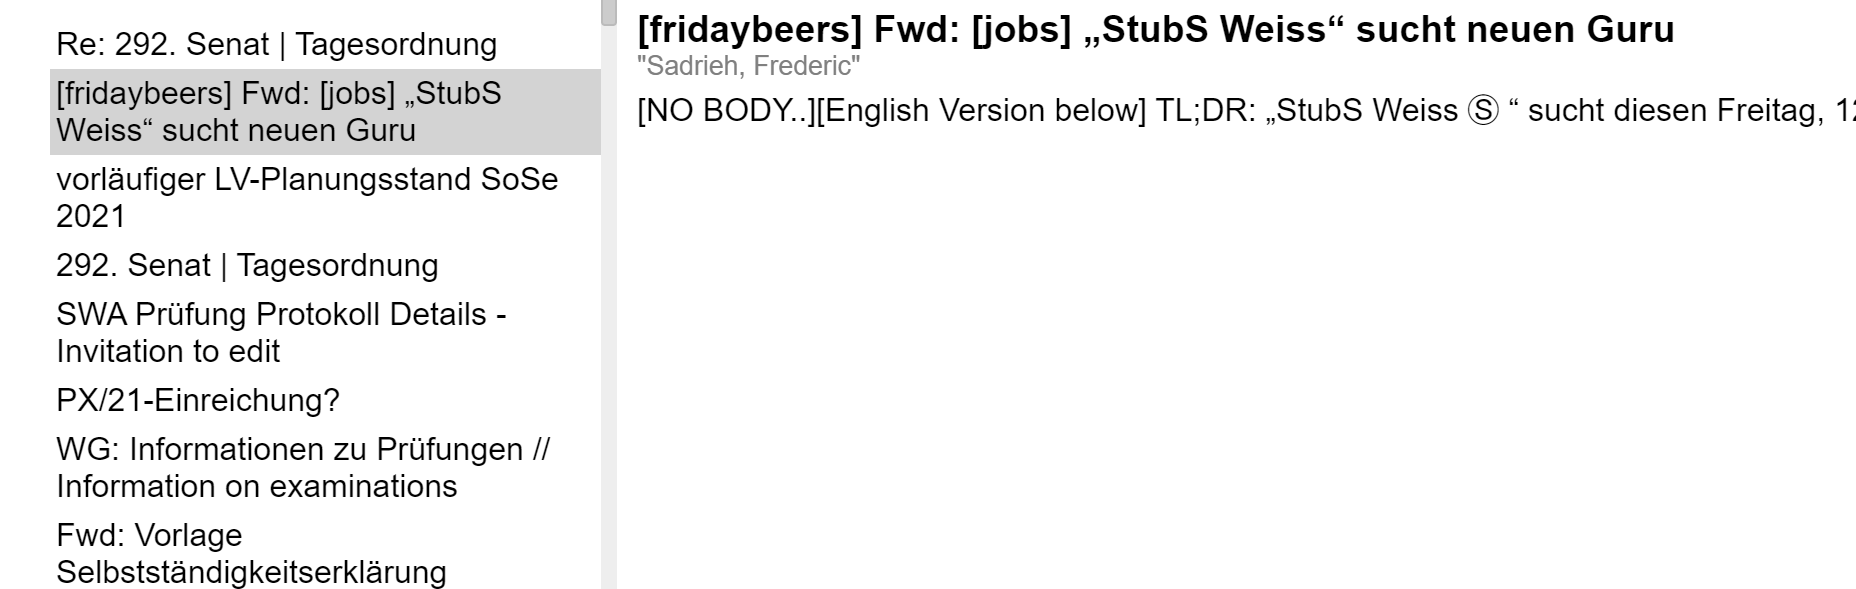 Re: 292. Senat | Tagesordnung
[fridaybeers] Fwd: [jobs] „StubS
Weiss“ sucht neuen Guru
vorläufiger LV-Planungsstand SoSe
2021
292. Senat | Tagesordnung
SWA Prüfung Protokoll Details -
Invitation to edit
PX/21-Einreichung?
WG: Informationen zu Prüfungen //
Information on examinations
Fwd: Vorlage
Selbstständigkeitserklärung
[fridaybeers] Fwd: [jobs] „StubS Weiss“ sucht neuen Guru
"Sadrieh, Frederic"
[NO BODY..][English Version below] TL;DR: „StubS Weiss Ⓢ “ sucht diesen Freitag, 12